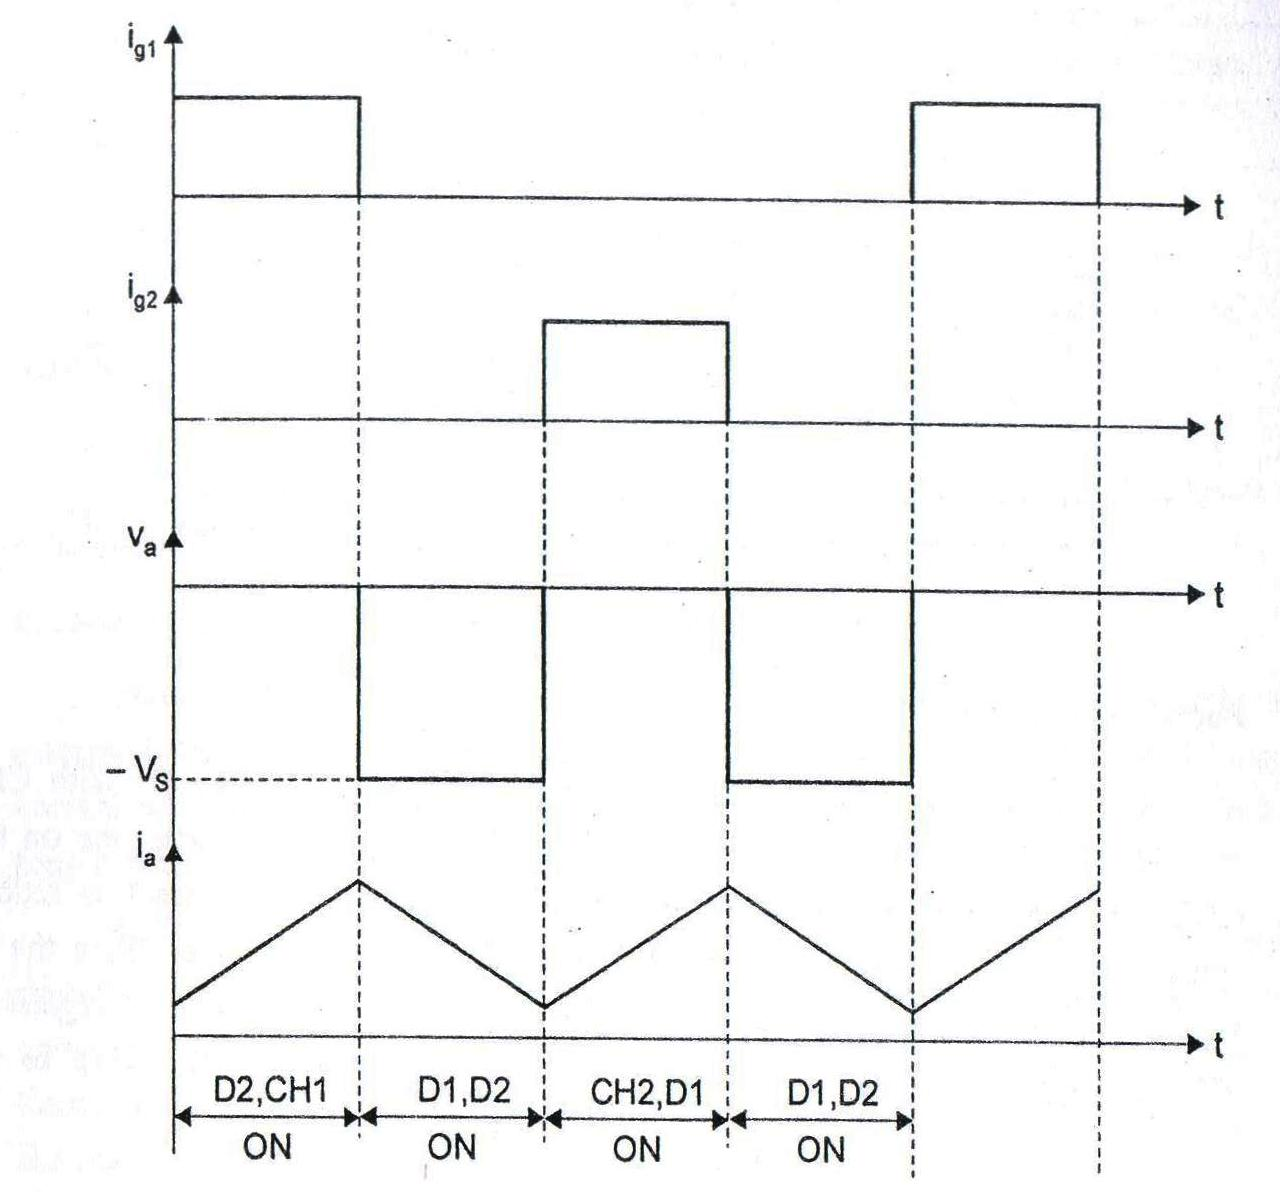 ig1
t
ig2
t
va
t
– VS
ia
t
D2,CH1 D1,D2 CH2,D1 D1,D2
ON ON ON ON